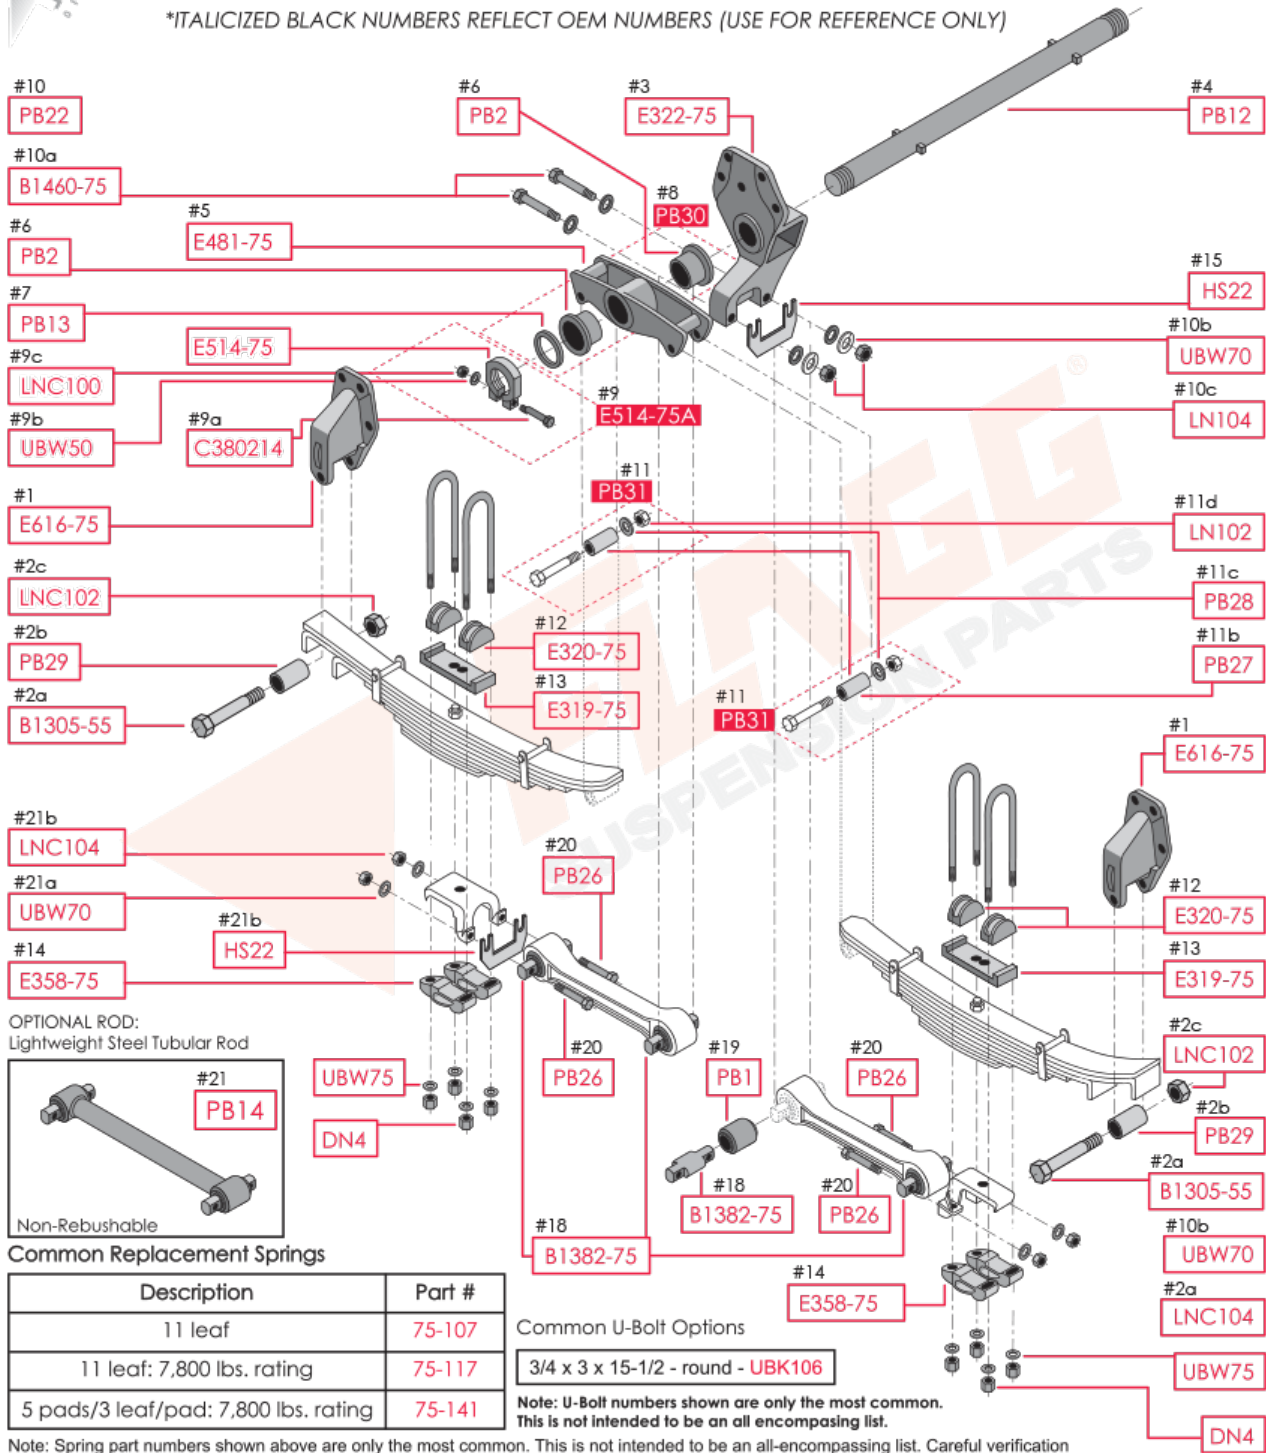 *ITALICIZED BLACK NUMBERS REFLECT OEM NUMBERS (USE FOR REFERENCE ONLY)
#10
PB22
#6
PB2
#3
E322-75
#4
PB12
#10a
B1460-75
#8
PB30
#5
E481-75
#6
PB2
#15
HS22
#7
PB13
E514-75
#10b
UBW70
#9c
LNC100
#9
E514-75A
#10c
LN104
#9b
UBW50
#9a
C380214
®
FLAGG
SUSPENSION PARTS
#11
PB31
#1
E616-75
#11d
LN102
#2c
LNC102
#11c
PB28
#12
E320-75
#2b
PB29
#11b
PB27
#13
E319-75
#2a
B1305-55
#11
PB31
#1
E616-75
#21b
LNC104
#20
PB26
#21a
UBW70
#12
E320-75
#21b
HS22
#14
E358-75
#13
E319-75
OPTIONAL ROD:
Lightweight Steel Tubular Rod
#2c
LNC102
#21
PB14
Non-Rebushable
UBW75
DN4
#20
PB26
#19
PB1
#20
PB26
#2b
PB29
#2a
B1305-55
#18
B1382-75
#20
PB26
#18
B1382-75
#10b
UBW70
#14
E358-75
#2a
LNC104
UBW75
DN4
Common Replacement Springs
Description Part #
11 leaf 75-107
11 leaf: 7,800 lbs. rating 75-117
5 pads/3 leaf/pad: 7,800 lbs. rating 75-141
Common U-Bolt Options
3/4 x 3 x 15-1/2 - round - UBK106
Note: U-Bolt numbers shown are only the most common.
This is not intended to be an all encompasing list.
Note: Spring part numbers shown above are only the most common. This is not intended to be an all-encompassing list. Careful verification